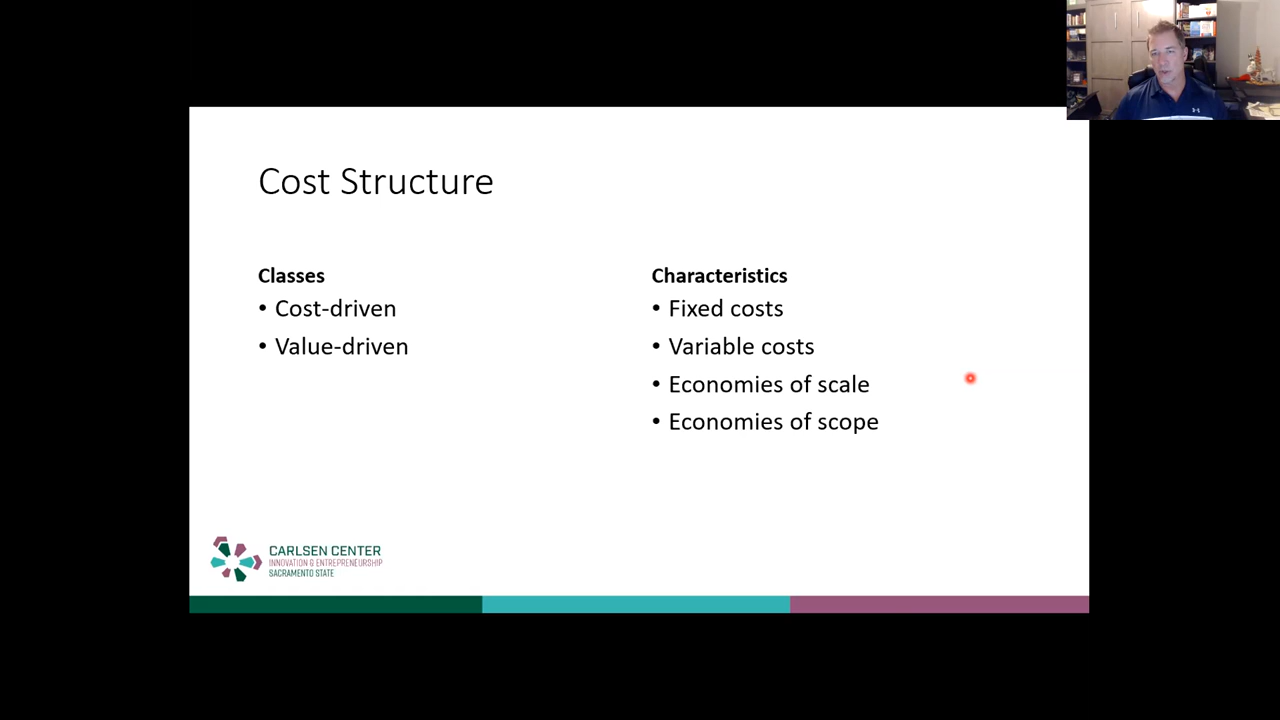 Cost Structure
Classes
• Cost-driven
• Value-driven
Characteristics
• Fixed costs
• Variable costs
• Economies of scale
• Economies of scope
CARLSEN CENTER
INNOVATION & ENTREPRENEURSHIP
SACRAMENTO STATE